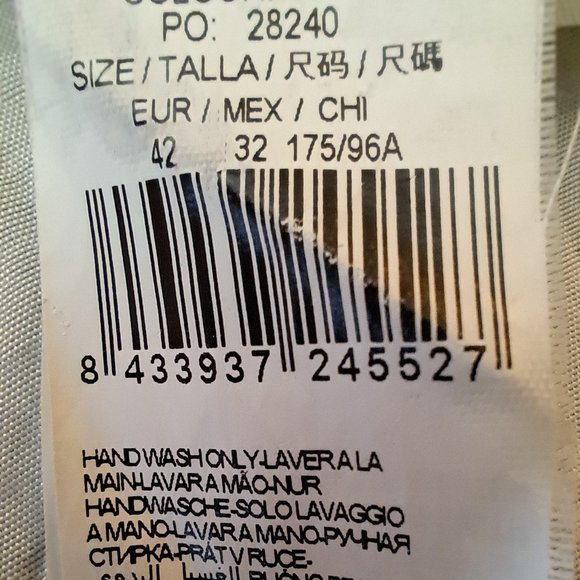 PO: 28240
SIZE / TALLA / 尺码 / 尺碼
EUR / MEX / CHI
42 32 175/96A
8 433937 245527
HAND WASH ONLY-LAVER A LA
MAIN-LAVAR A MÃO-NUR
HANDWASCHE-SOLO LAVAGGIO
A MANO-LAVAR A MANO-РУЧНАЯ
СТИРКА-PRÁT V RUCE-